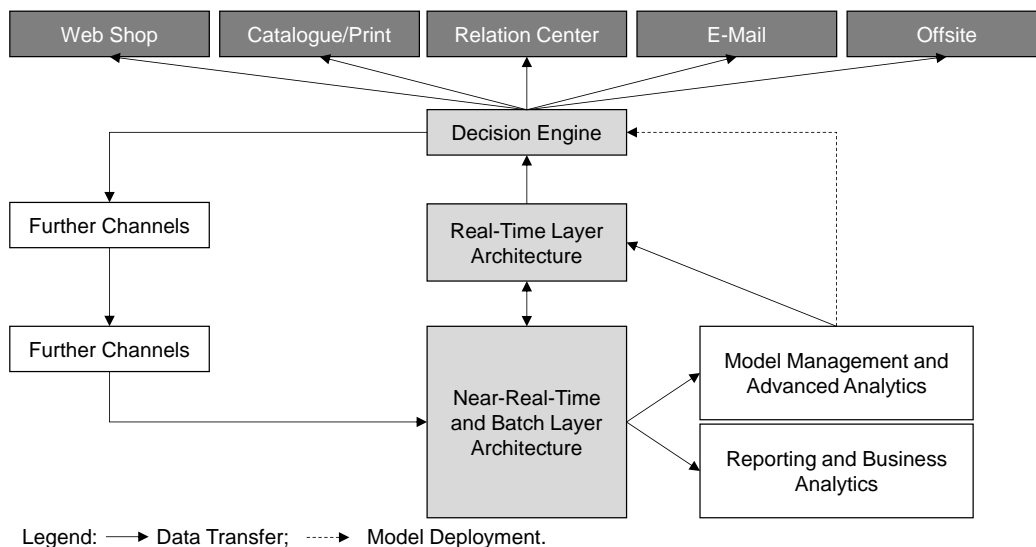 Web Shop
Catalogue/Print
Relation Center
E-Mail
Offsite
Decision Engine
Further Channels
Real-Time Layer
Architecture
Further Channels
Near-Real-Time
and Batch Layer
Architecture
Model Management and
Advanced Analytics
Reporting and Business
Analytics
Legend: Data Transfer; Model Deployment.